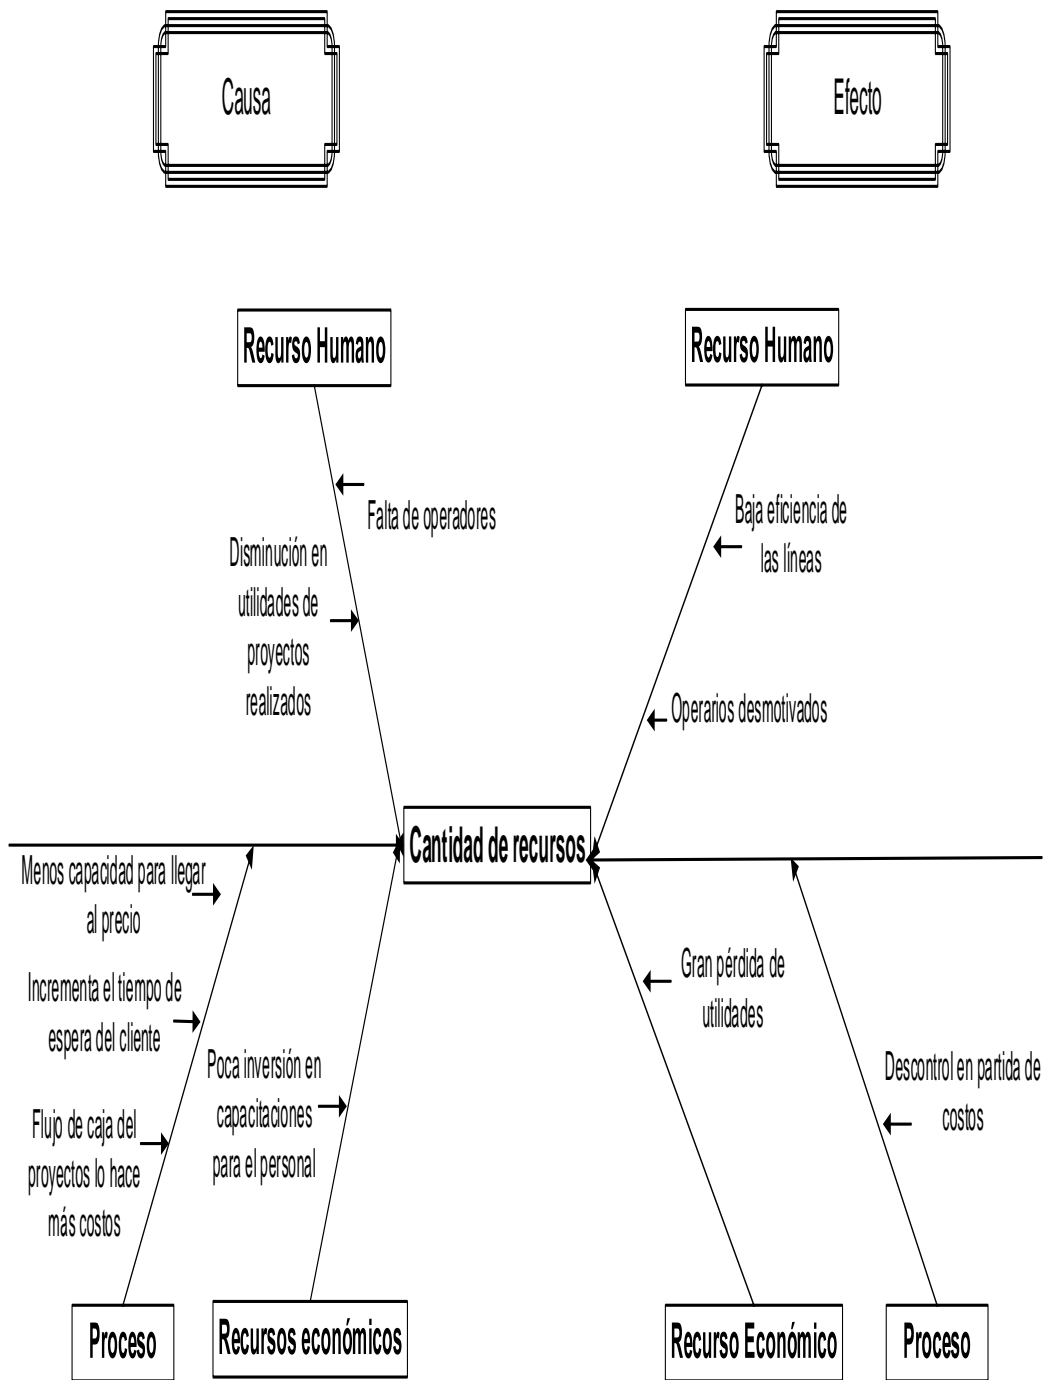 Causa
Efecto
Recurso Humano
Recurso Humano
Falta de operadores
Disminución en
utilidades de
proyectos
realizados
Baja eficiencia de
las líneas
Operarios desmotivados
Cantidad de recursos
Menos capacidad para llegar
al precio
Incrementa el tiempo de
espera del cliente
Flujo de caja del
proyectos lo hace
más costos
Poca inversión en
capacitaciones
para el personal
Gran pérdida de
utilidades
Descontrol en partida de
costos
Proceso
Recursos económicos
Recurso Económico
Proceso